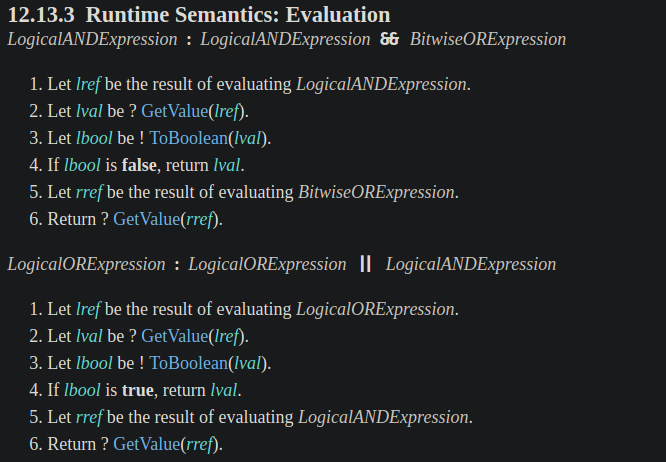 12.13.3 Runtime Semantics: Evaluation
LogicalANDExpression : LogicalANDExpression && BitwiseORExpression
1. Let lref be the result of evaluating LogicalANDExpression.
2. Let lval be ? GetValue(lref).
3. Let lbool be ! ToBoolean(lval).
4. If lbool is false, return lval.
5. Let rref be the result of evaluating BitwiseORExpression.
6. Return ? GetValue(rref).
LogicalORExpression : LogicalORExpression || LogicalANDExpression
1. Let lref be the result of evaluating LogicalORExpression.
2. Let lval be ? GetValue(lref).
3. Let lbool be ! ToBoolean(lval).
4. If lbool is true, return lval.
5. Let rref be the result of evaluating LogicalANDExpression.
6. Return ? GetValue(rref).